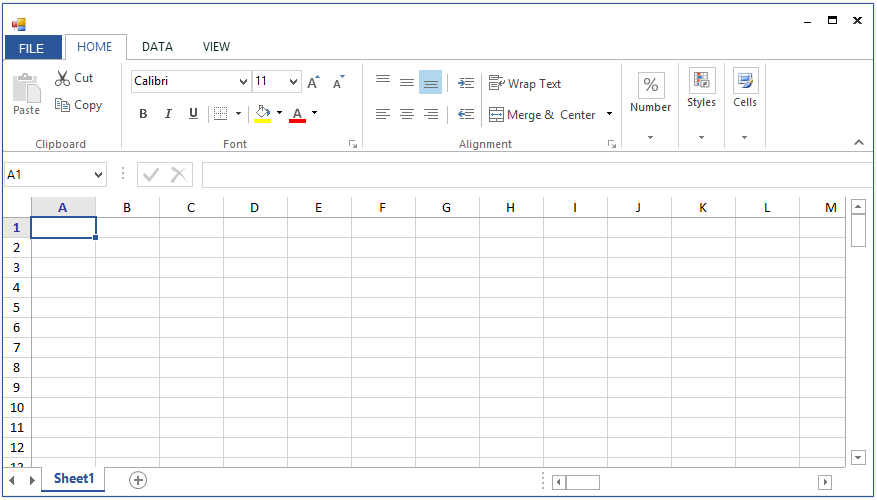 FILE HOME DATA VIEW
Cut
Copy
Paste
Clipboard
Calibri 11 A A
B I U A
Font
Wrap Text
Merge & Center
Alignment
%
Number
Styles
Cells
A1
A B C D E F G H I J K L M
1
2
3
4
5
6
7
8
9
10
11
12
13
Sheet1